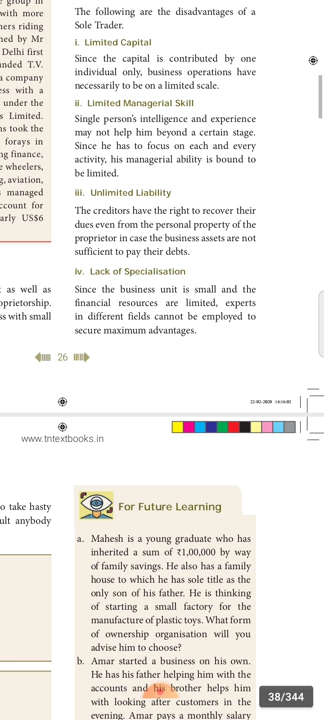 e group in
with more
ners riding
ned by Mr
Delhi first
nded T.V.
a company
ess with a
under the
s Limited.
ns took the
forays in
ng finance,
e wheelers,
g, aviation,
s managed
ccount for
arly US$6
t as well as
oprietorship.
ss with small
The following are the disadvantages of a
Sole Trader.
i. Limited Capital
Since the capital is contributed by one
individual only, business operations have
necessarily to be on a limited scale.
ii. Limited Managerial Skill
Single person's intelligence and experience
may not help him beyond a certain stage.
Since he has to focus on each and every
activity, his managerial ability is bound to
be limited.
iii. Unlimited Liability
The creditors have the right to recover their
dues even from the personal property of the
proprietor in case the business assets are not
sufficient to pay their debts.
iv. Lack of Specialisation
Since the business unit is small and the
financial resources are limited, experts
in different fields cannot be employed to
secure maximum advantages.
26
22-02-2020 16:16:02
www.tntextbooks.in
o take hasty
ult anybody
For Future Learning
a. Mahesh is a young graduate who has
inherited a sum of ₹1,00,000 by way
of family savings. He also has a family
house to which he has sole title as the
only son of his father. He is thinking
of starting a small factory for the
manufacture of plastic toys. What form
of ownership organisation will you
advise him to choose?
b. Amar started a business on his own.
He has his father helping him with the
accounts and his brother helps him
with looking after customers in the
evening. Amar pays a monthly salary
38/344